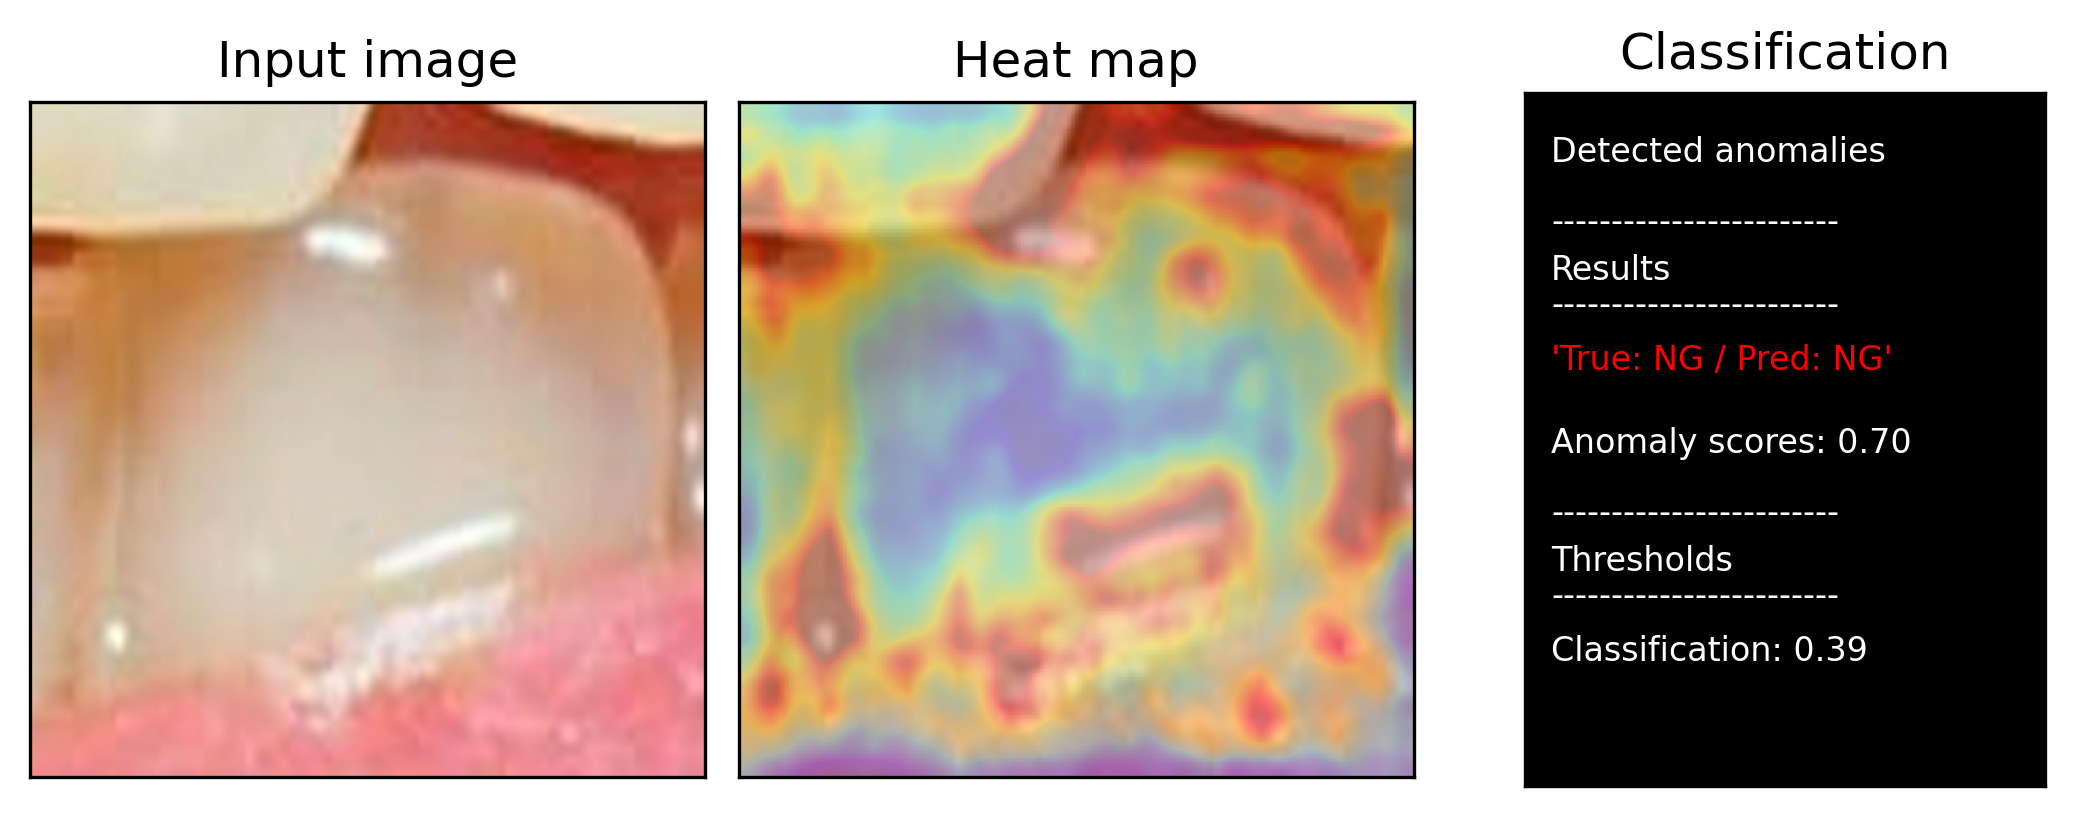 Input image
Heat map
Classification
Detected anomalies
------------------------
Results
------------------------
'True: NG / Pred: NG'
Anomaly scores: 0.70
------------------------
Thresholds
------------------------
Classification: 0.39